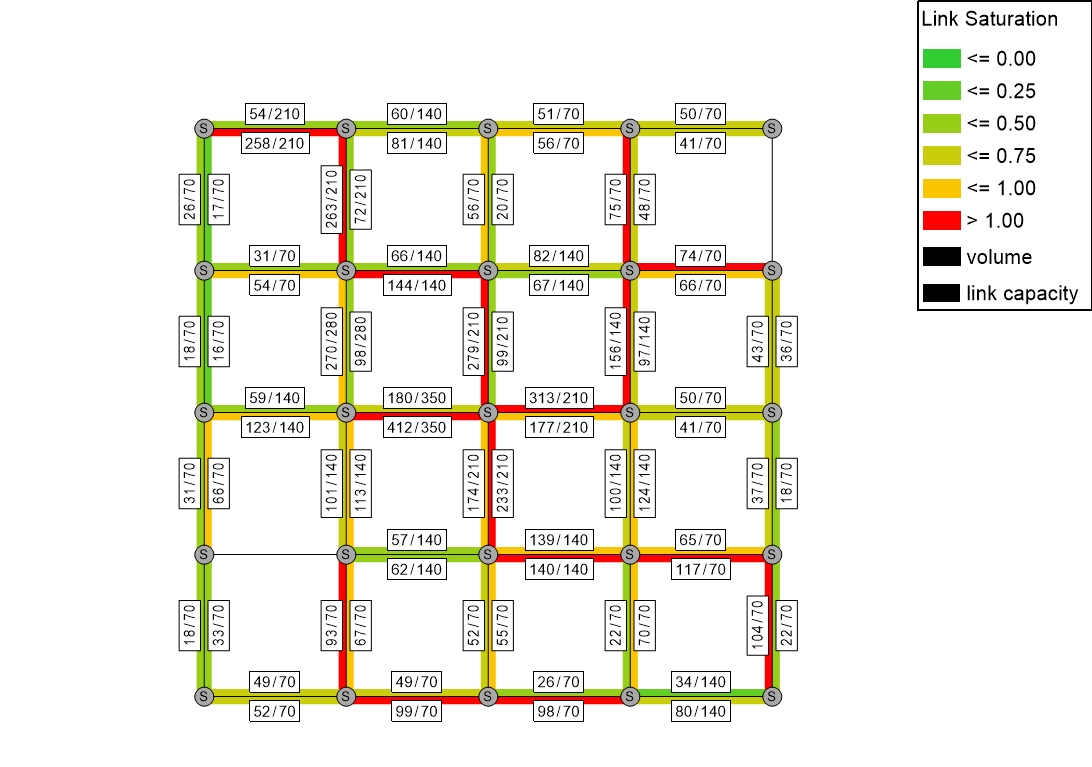 Link Saturation
<= 0.00
<= 0.25
<= 0.50
<= 0.75
<= 1.00
> 1.00
volume
link capacity
54/210 60/140 51/70 50/70
S S S S S
258/210 81/140 56/70 41/70
26/70 17/70 263/210 72/210 56/70 20/70 75/70 48/70
31/70 66/140 82/140 74/70
S S S S S
54/70 144/140 67/140 66/70
18/70 16/70 270/280 98/280 279/210 99/210 156/140 97/140 43/70 36/70
59/140 180/350 313/210 50/70
S S S S S
123/140 412/350 177/210 41/70
31/70 66/70 101/140 113/140 174/210 233/210 100/140 124/140 37/70 18/70
57/140 139/140 65/70
S S S S S
62/140 140/140 117/70
18/70 33/70 93/70 67/70 52/70 55/70 22/70 70/70 104/70 22/70
49/70 49/70 26/70 34/140
S S S S S
52/70 99/70 98/70 80/140